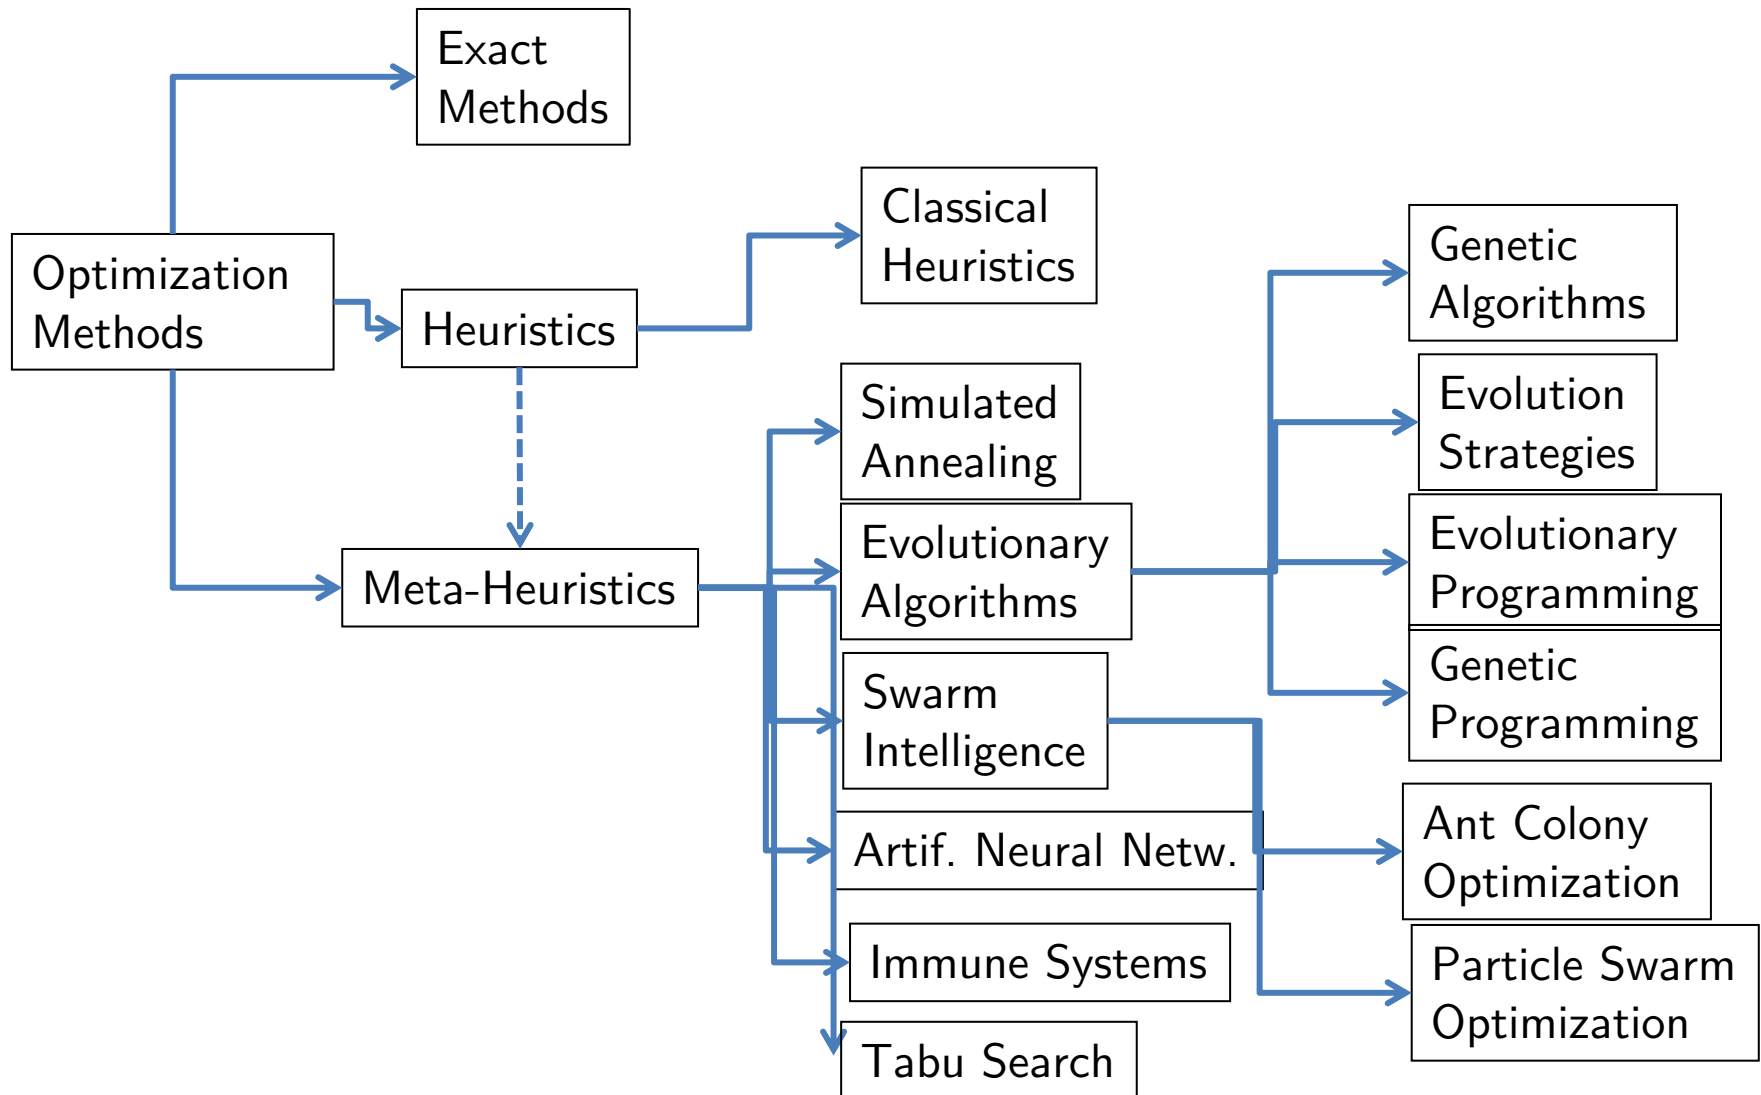 Exact
Methods
Optimization
Methods
Heuristics
Meta-Heuristics
Classical
Heuristics
Simulated
Annealing
Evolutionary
Algorithms
Swarm
Intelligence
Artif. Neural Netw.
Immune Systems
Tabu Search
Genetic
Algorithms
Evolution
Strategies
Evolutionary
Programming
Genetic
Programming
Ant Colony
Optimization
Particle Swarm
Optimization